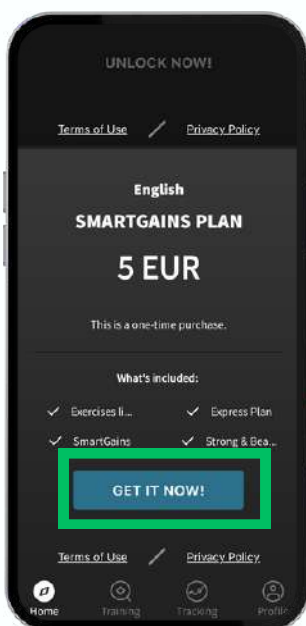 UNLOCK NOW!
Terms of Use / Privacy Policy
English
SMARTGAINS PLAN
5 EUR
This is a one-time purchase.
What's included:
✓ Exercises li... ✓ Express Plan
✓ SmartGains ✓ Strong & Bea...
GET IT NOW!
Terms of Use / Privacy Policy
Home Training Tracking Profile